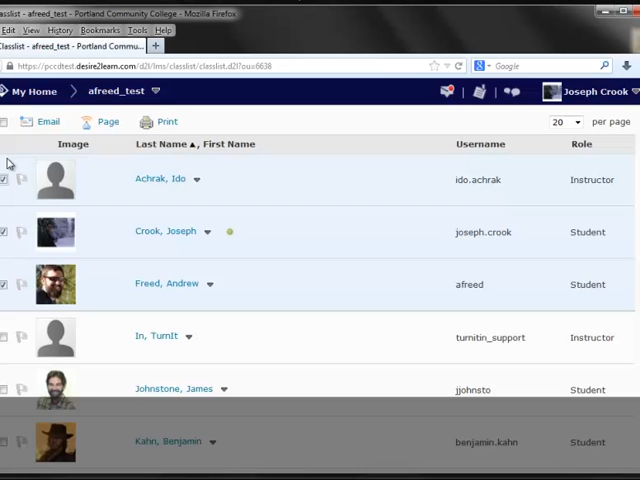 lasslist - afreed_test - Portland Community College - Mozilla Firefox
Edit View History Bookmarks Tools Help
Classlist - afreed_test - Portland Commu... +
https://pccdtest.desire2learn.com/d2l/lms/classlist/classlist.d2l?ou=6638 Google
My Home afreed_test Joseph Crook
Email Page Print 20 per page
Image Last Name ▲, First Name Username Role
Achrak, Ido ido.achrak Instructor
Crook, Joseph joseph.crook Student
Freed, Andrew afreed Student
In, TurnIt turnitin_support Instructor
Johnstone, James jjohnsto Student
Kahn, Benjamin benjamin.kahn Student